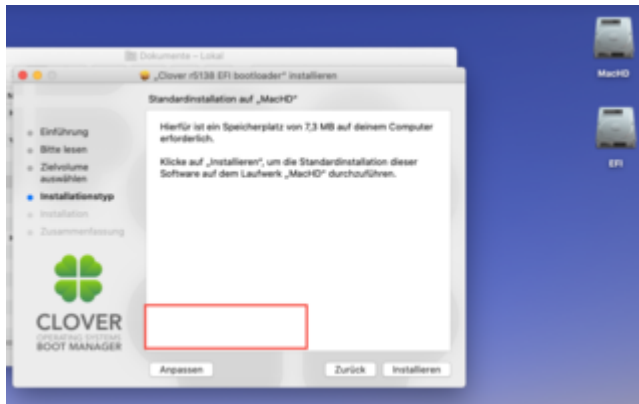 Dokumente – Lokal
„Clover r5138 EFI bootloader“ installieren
Standardinstallation auf „MacHD“
Einführung
Bitte lesen
Zielvolume
auswählen
Installationstyp
Installation
Zusammenfassung
Hierfür ist ein Speicherplatz von 7,3 MB auf deinem Computer
erforderlich.
Klicke auf „Installieren“, um die Standardinstallation dieser
Software auf dem Laufwerk „MacHD“ durchzuführen.
CLOVER
OPERATING SYSTEMS
BOOT MANAGER
Anpassen
Zurück
Installieren
MacHD
EFI